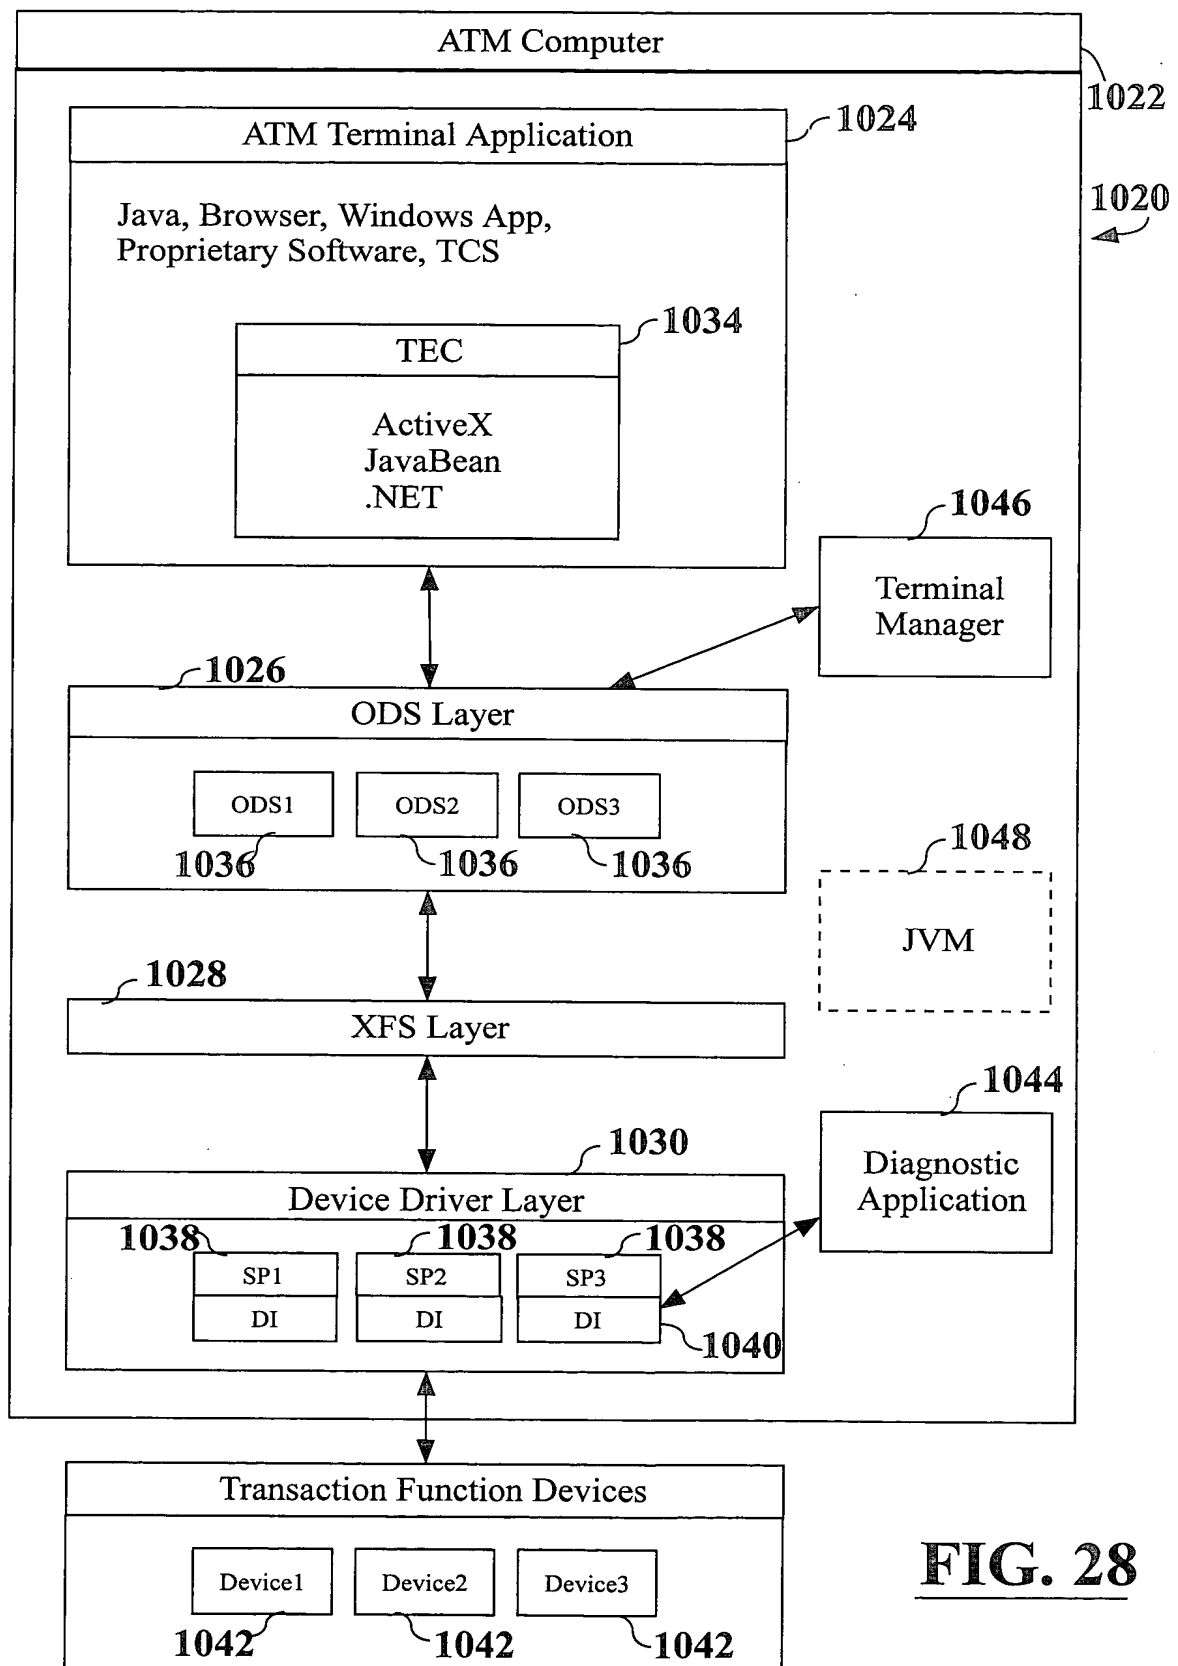 ATM Computer
1022
ATM Terminal Application
1024
1020
Java, Browser, Windows App,
Proprietary Software, TCS
1034
TEC
ActiveX
JavaBean
.NET
1046
Terminal
Manager
1026
ODS Layer
ODS1 ODS2 ODS3
1036 1036 1036
1048
JVM
1028
XFS Layer
1044
Diagnostic
Application
1030
Device Driver Layer
1038 1038 1038
SP1 SP2 SP3
DI DI DI
1040
Transaction Function Devices
Device1 Device2 Device3
1042 1042 1042
FIG. 28